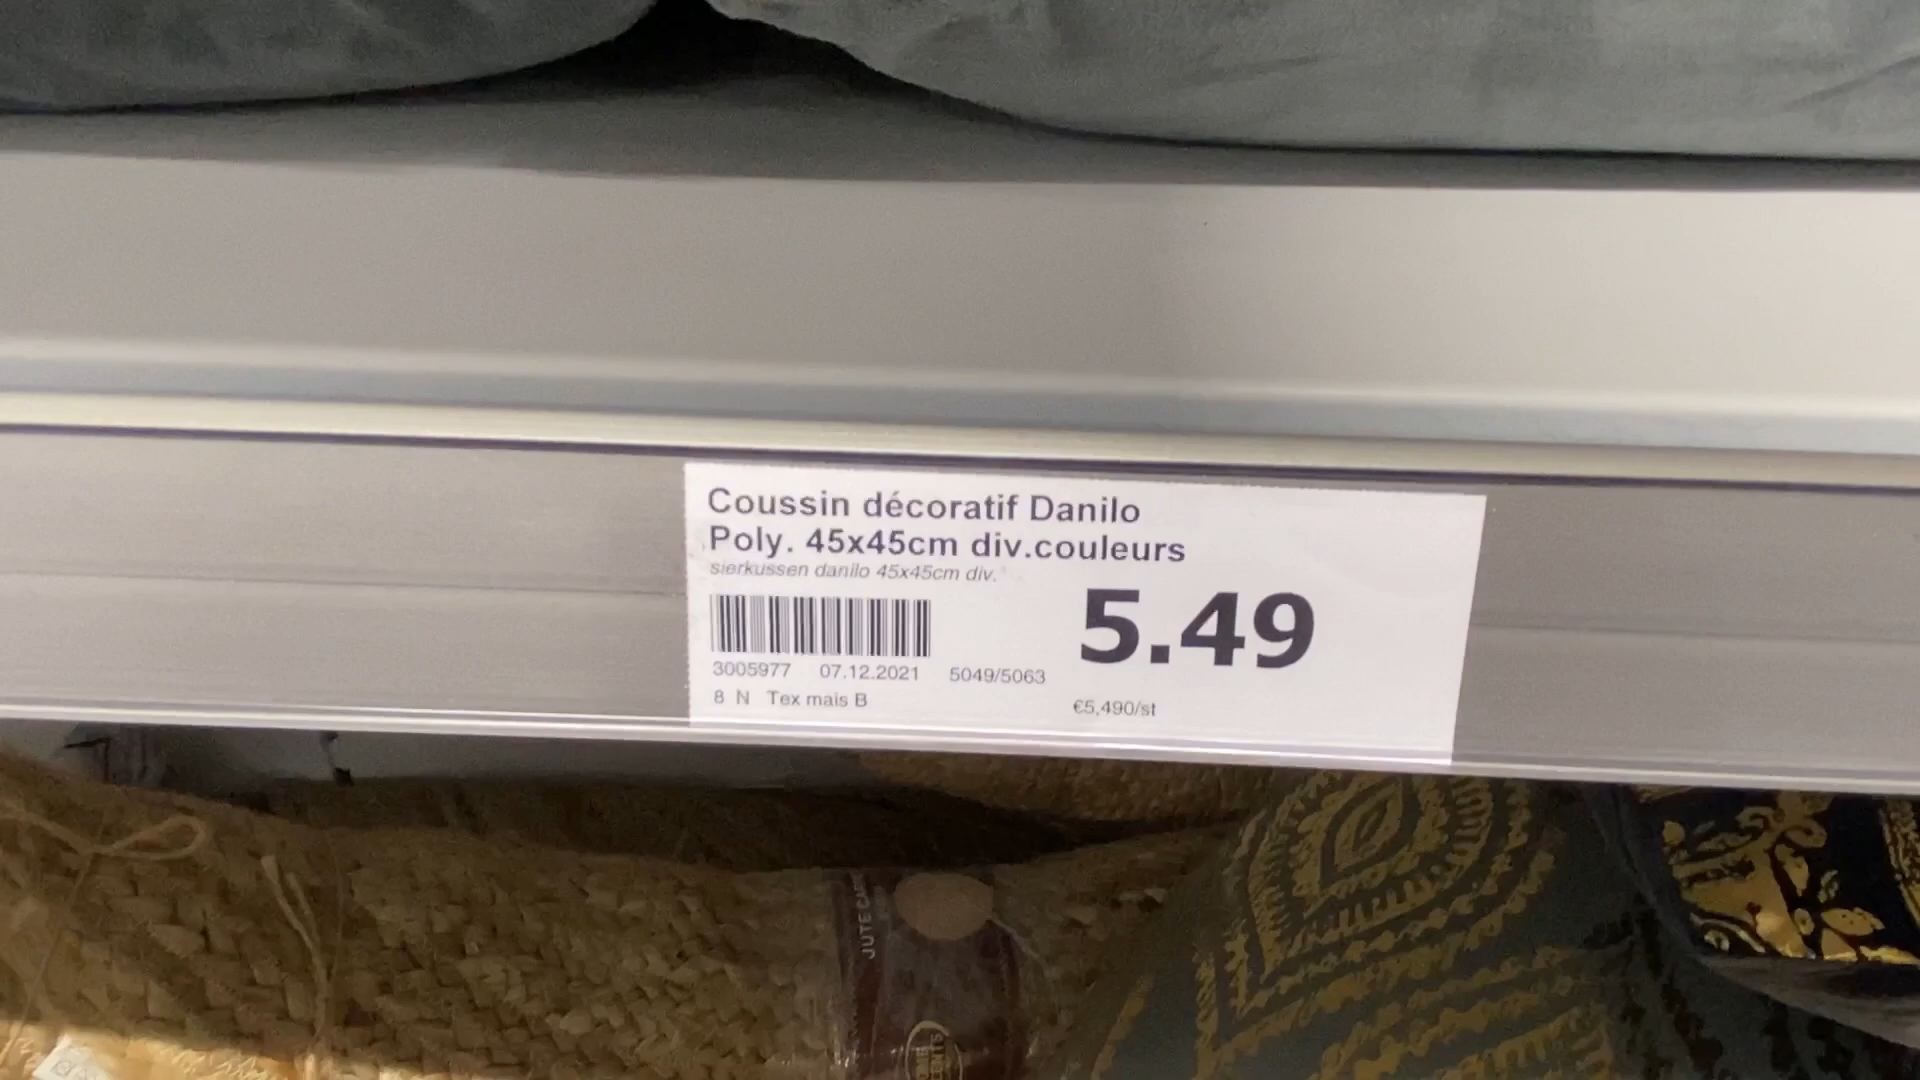 Coussin décoratif Danilo
Poly. 45x45cm div.couleurs
sierkussen danilo 45x45cm div.
5.49
3005977 07.12.2021 5049/5063
8 N Tex mais B
€5,490/st